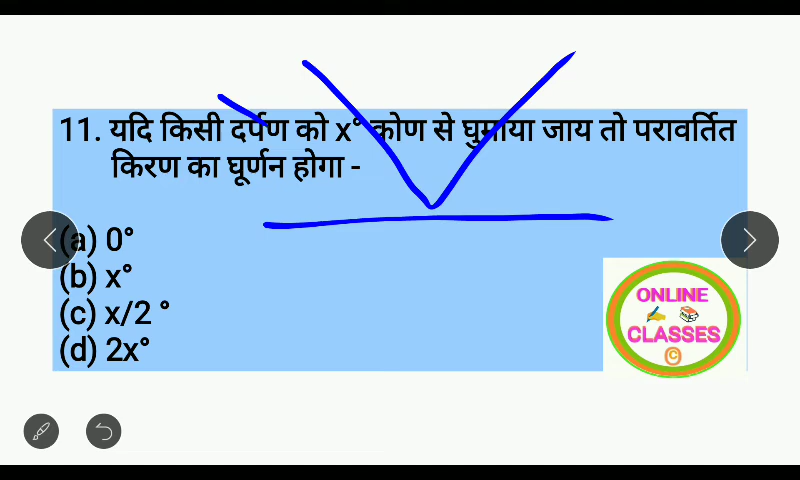 11. यदि किसी दर्पण को x° कोण से घुमाया जाय तो परावर्तित
किरण का घूर्णन होगा -
(a) 0°
(b) x°
(c) x/2 °
(d) 2x°
ONLINE
CLASSES
©